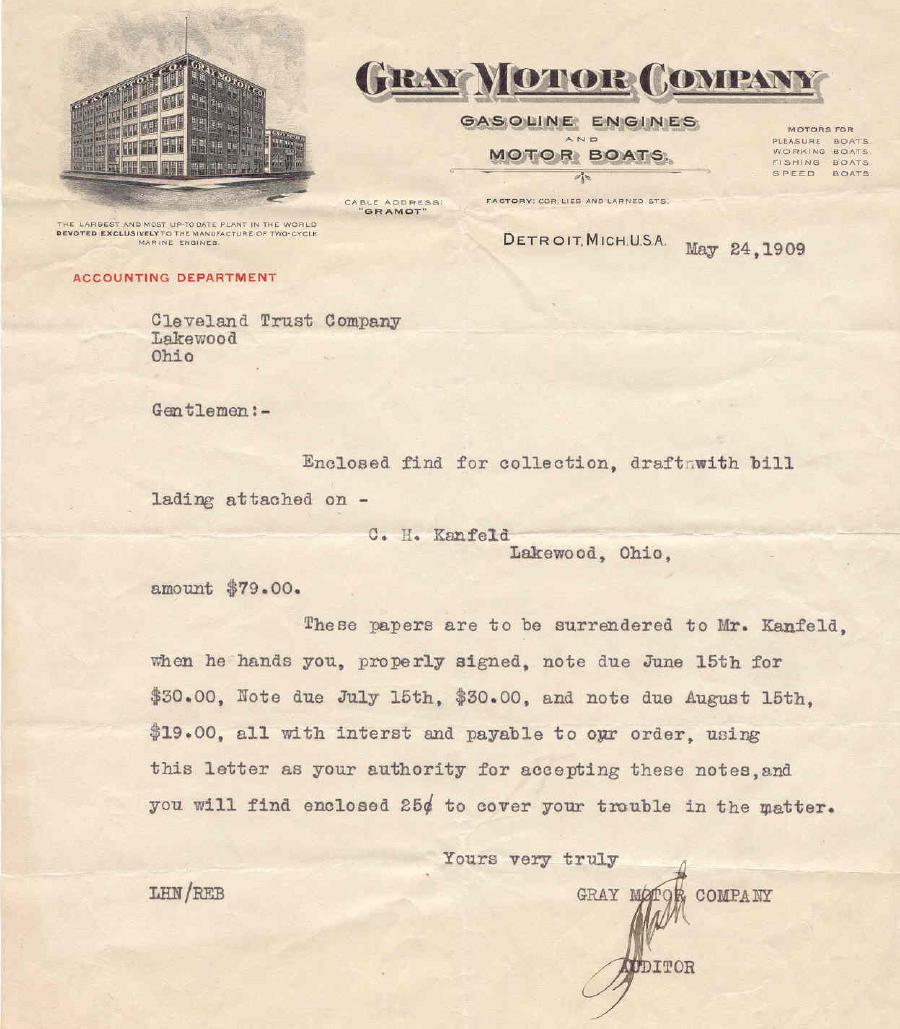 GRAY MOTOR CO. GRAY MOTOR CO.
GRAY MOTOR COMPANY
GASOLINE ENGINES
AND
MOTOR BOATS.
MOTORS FOR
PLEASURE BOATS.
WORKING BOATS.
FISHING BOATS.
SPEED BOATS.
CABLE ADDRESS:
"GRAMOT"
FACTORY: COR. LIEB AND LARNED STS.
THE LARGEST AND MOST UP-TO-DATE PLANT IN THE WORLD
DEVOTED EXCLUSIVELY TO THE MANUFACTURE OF TWO-CYCLE
MARINE ENGINES.
DETROIT, MICH. U.S.A. May 24,1909
ACCOUNTING DEPARTMENT
Cleveland Trust Company
Lakewood
Ohio
Gentlemen:-
Enclosed find for collection, draft with bill
lading attached on -
C. H. Kanfeld
Lakewood, Ohio,
amount $79.00.
These papers are to be surrendered to Mr. Kanfeld,
when he hands you, properly signed, note due June 15th for
$30.00, Note due July 15th, $30.00, and note due August 15th,
$19.00, all with interst and payable to our order, using
this letter as your authority for accepting these notes,and
you will find enclosed 25¢ to cover your trouble in the matter.
Yours very truly
LHN/REB GRAY MOTOR COMPANY
AUDITOR